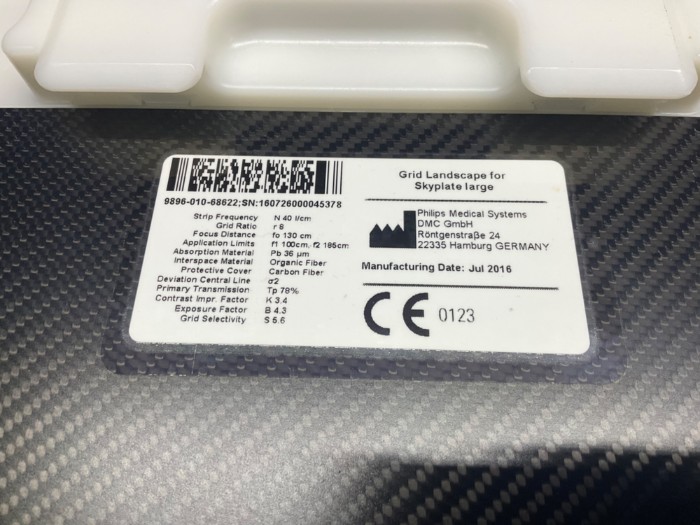 9896-010-68622;SN:160726000045378
Strip Frequency N 40 l/cm
Grid Ratio r 8
Focus Distance fo 130 cm
Application Limits f1 100cm, f2 185cm
Absorption Material Pb 36 µm
Interspace Material Organic Fiber
Protective Cover Carbon Fiber
Deviation Central Line σ2
Primary Transmission Tp 78%
Contrast Impr. Factor K 3.4
Exposure Factor B 4.3
Grid Selectivity S 5.6
Grid Landscape for
Skyplate large
Philips Medical Systems
DMC GmbH
Röntgenstraße 24
22335 Hamburg GERMANY
Manufacturing Date: Jul 2016
CE 0123